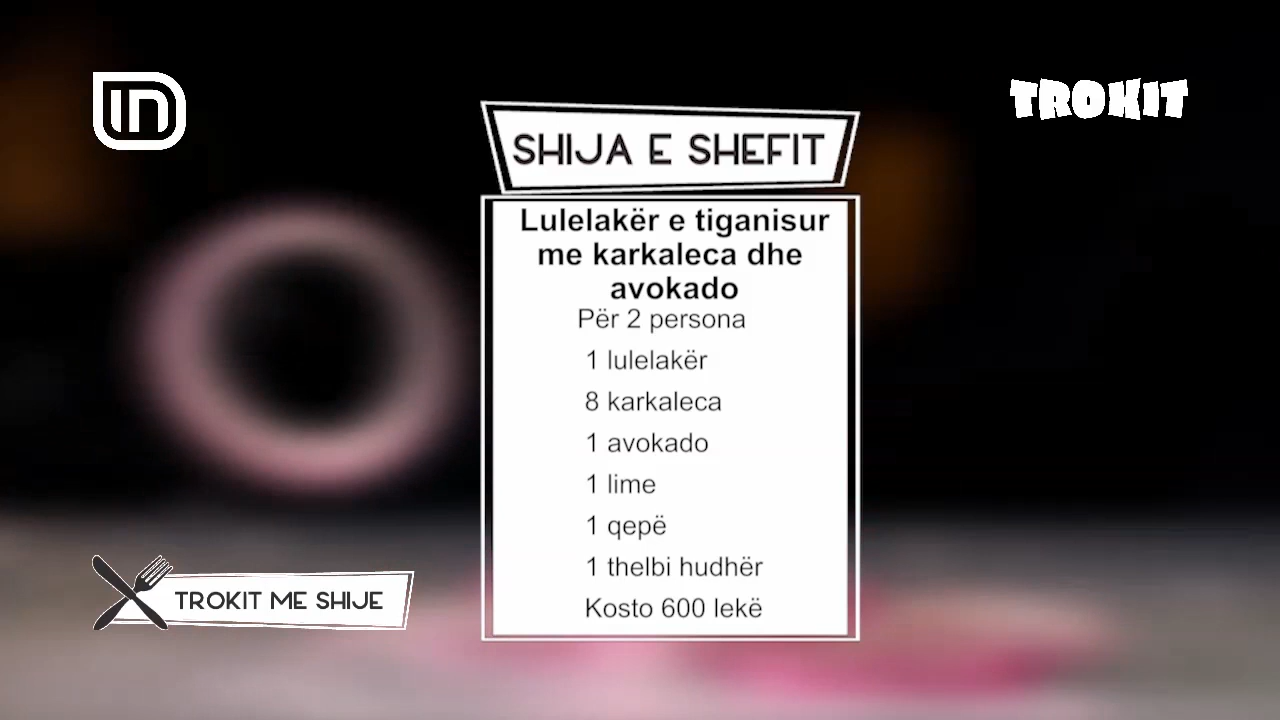 IN
TROKIT
SHIJA E SHEFIT
Lulelakër e tiganisur
me karkaleca dhe
avokado
Për 2 persona
1 lulelakër
8 karkaleca
1 avokado
1 lime
1 qepë
1 thelbi hudhër
Kosto 600 lekë
TROKIT ME SHIJE